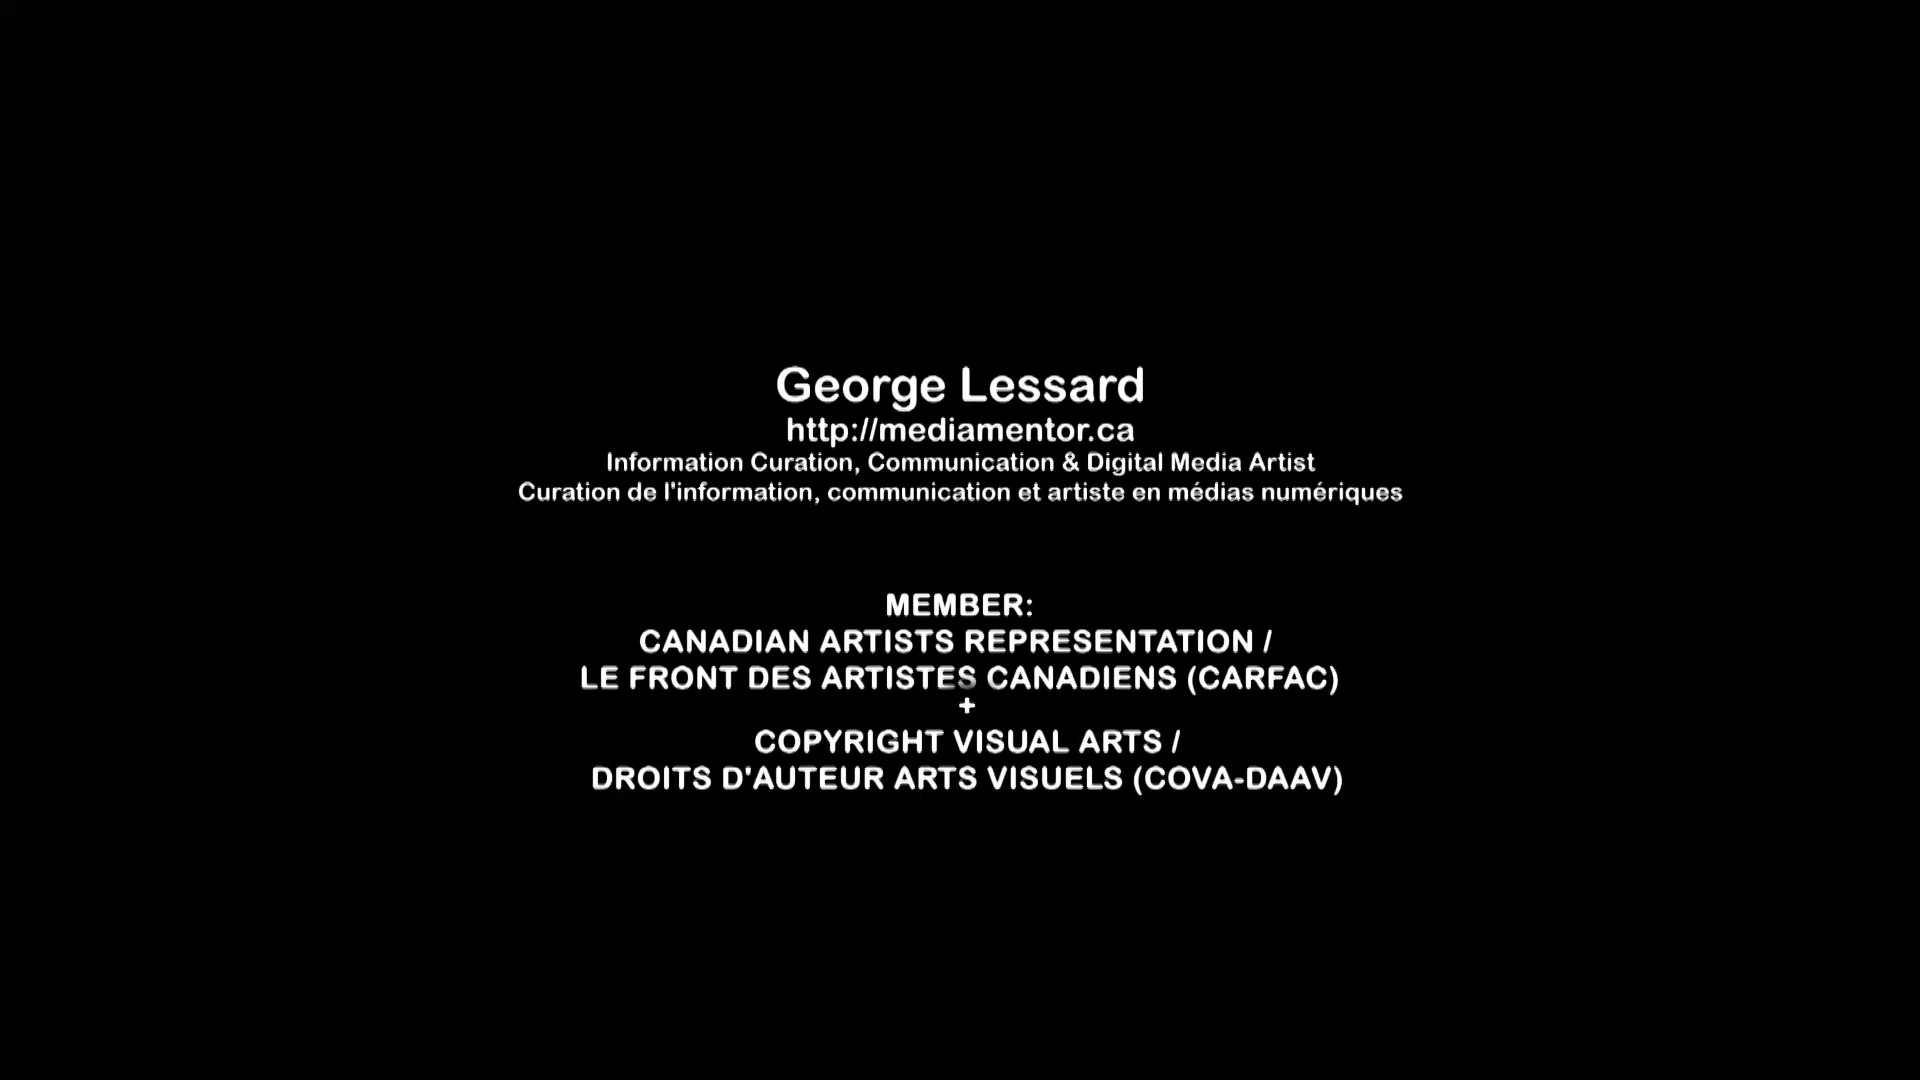 George Lessard
http://mediamentor.ca
Information Curation, Communication & Digital Media Artist
Curation de l'information, communication et artiste en médias numériques
MEMBER:
CANADIAN ARTISTS REPRESENTATION /
LE FRONT DES ARTISTES CANADIENS (CARFAC)
+
COPYRIGHT VISUAL ARTS /
DROITS D'AUTEUR ARTS VISUELS (COVA-DAAV)